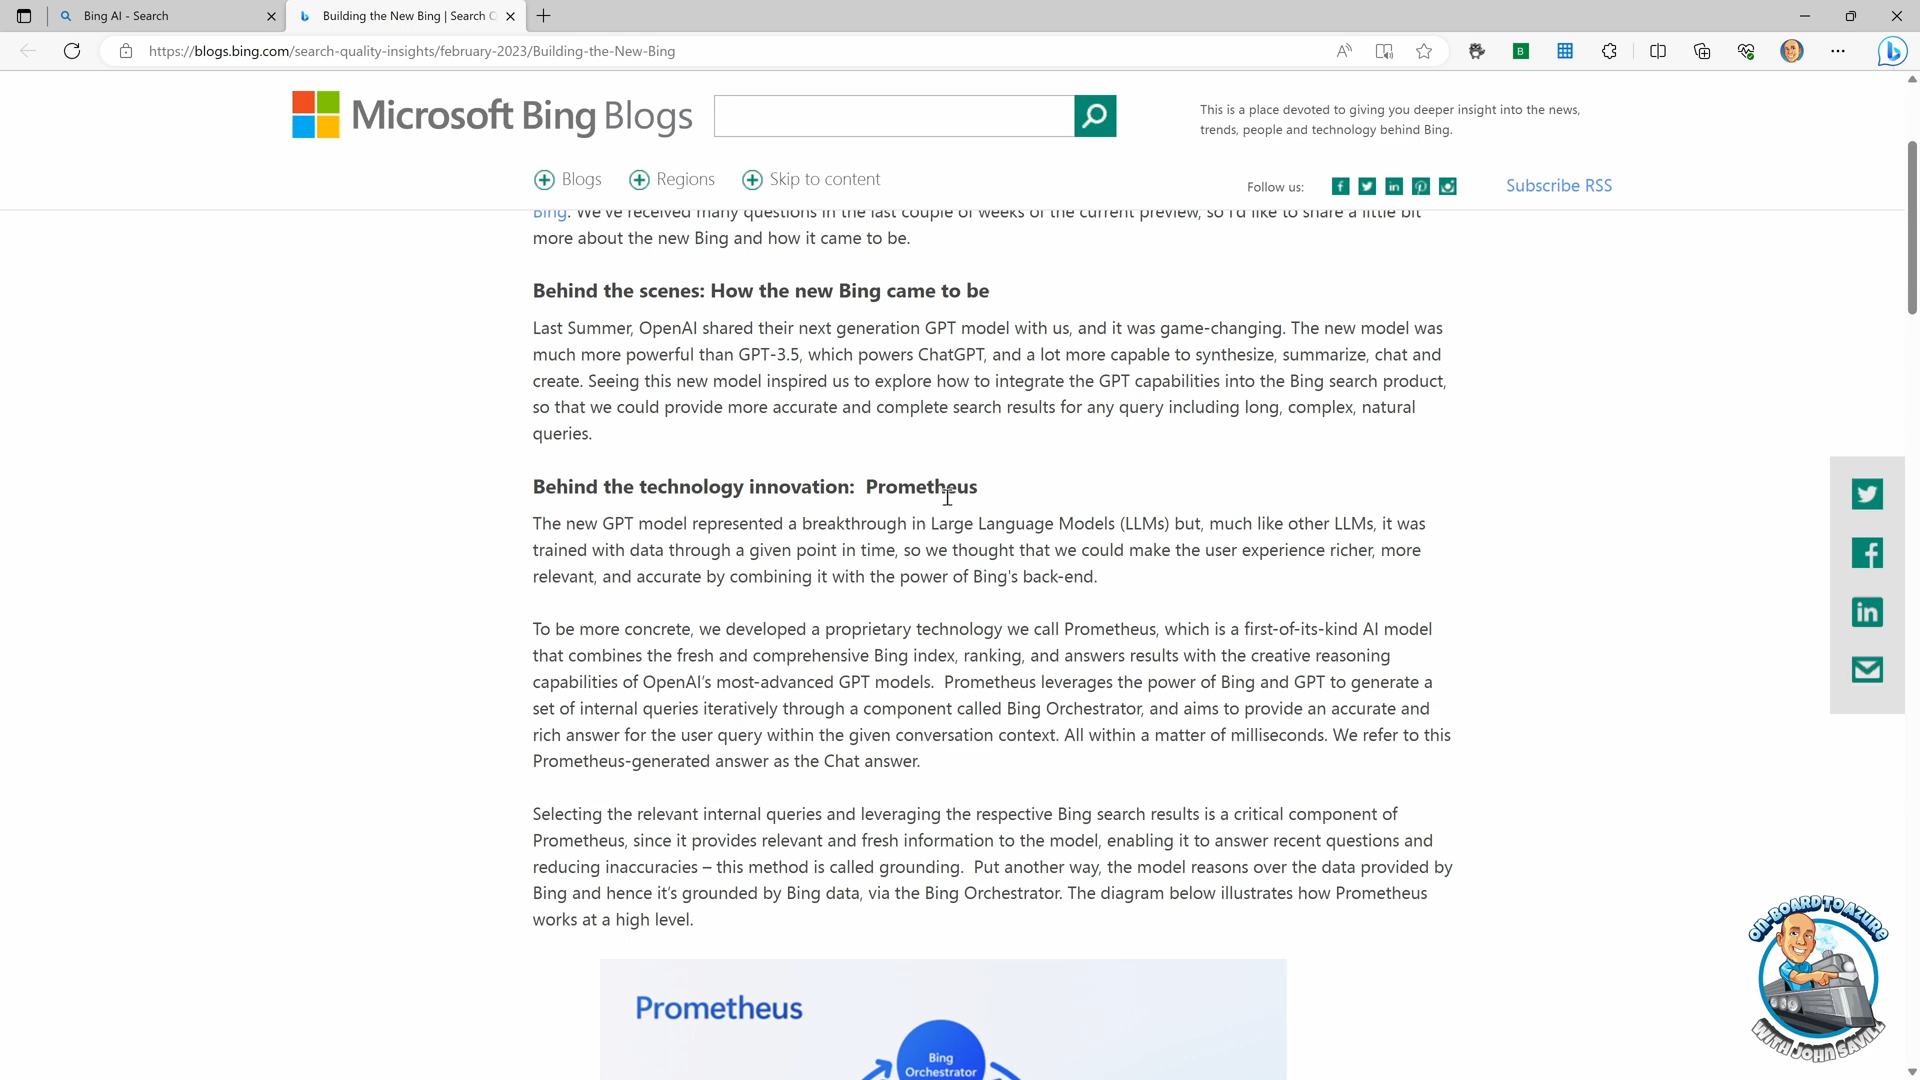 Bing AI - Search
Building the New Bing | Search Q
https://blogs.bing.com/search-quality-insights/february-2023/Building-the-New-Bing
Microsoft Bing Blogs
This is a place devoted to giving you deeper insight into the news,
trends, people and technology behind Bing.
Blogs
Regions
Skip to content
Follow us:
Subscribe RSS
Bing. We've received many questions in the last couple of weeks of the current preview, so I'd like to share a little bit
more about the new Bing and how it came to be.
Behind the scenes: How the new Bing came to be
Last Summer, OpenAI shared their next generation GPT model with us, and it was game-changing. The new model was
much more powerful than GPT-3.5, which powers ChatGPT, and a lot more capable to synthesize, summarize, chat and
create. Seeing this new model inspired us to explore how to integrate the GPT capabilities into the Bing search product,
so that we could provide more accurate and complete search results for any query including long, complex, natural
queries.
Behind the technology innovation:  Prometheus
The new GPT model represented a breakthrough in Large Language Models (LLMs) but, much like other LLMs, it was
trained with data through a given point in time, so we thought that we could make the user experience richer, more
relevant, and accurate by combining it with the power of Bing's back-end.
To be more concrete, we developed a proprietary technology we call Prometheus, which is a first-of-its-kind AI model
that combines the fresh and comprehensive Bing index, ranking, and answers results with the creative reasoning
capabilities of OpenAI's most-advanced GPT models.  Prometheus leverages the power of Bing and GPT to generate a
set of internal queries iteratively through a component called Bing Orchestrator, and aims to provide an accurate and
rich answer for the user query within the given conversation context. All within a matter of milliseconds. We refer to this
Prometheus-generated answer as the Chat answer.
Selecting the relevant internal queries and leveraging the respective Bing search results is a critical component of
Prometheus, since it provides relevant and fresh information to the model, enabling it to answer recent questions and
reducing inaccuracies – this method is called grounding.  Put another way, the model reasons over the data provided by
Bing and hence it's grounded by Bing data, via the Bing Orchestrator. The diagram below illustrates how Prometheus
works at a high level.
Prometheus
Bing
Orchestrator
ON-BOARD TO AZURE
WITH JOHN SAVILL